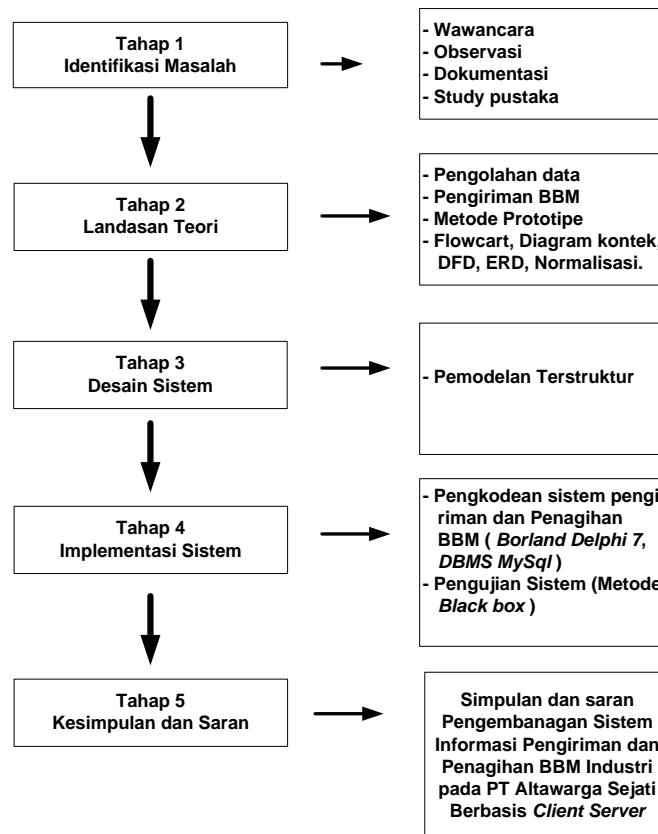 Tahap 1
Identifikasi Masalah
- Wawancara
- Observasi
- Dokumentasi
- Study pustaka
Tahap 2
Landasan Teori
- Pengolahan data
- Pengiriman BBM
- Metode Prototipe
- Flowcart, Diagram kontek,
DFD, ERD, Normalisasi.
Tahap 3
Desain Sistem
- Pemodelan Terstruktur
Tahap 4
Implementasi Sistem
- Pengkodean sistem pengi
riman dan Penagihan
BBM ( Borland Delphi 7,
DBMS MySql )
- Pengujian Sistem (Metode
Black box )
Tahap 5
Kesimpulan dan Saran
Simpulan dan saran
Pengembanagan Sistem
Informasi Pengiriman dan
Penagihan BBM Industri
pada PT Altawarga Sejati
Berbasis Client Server